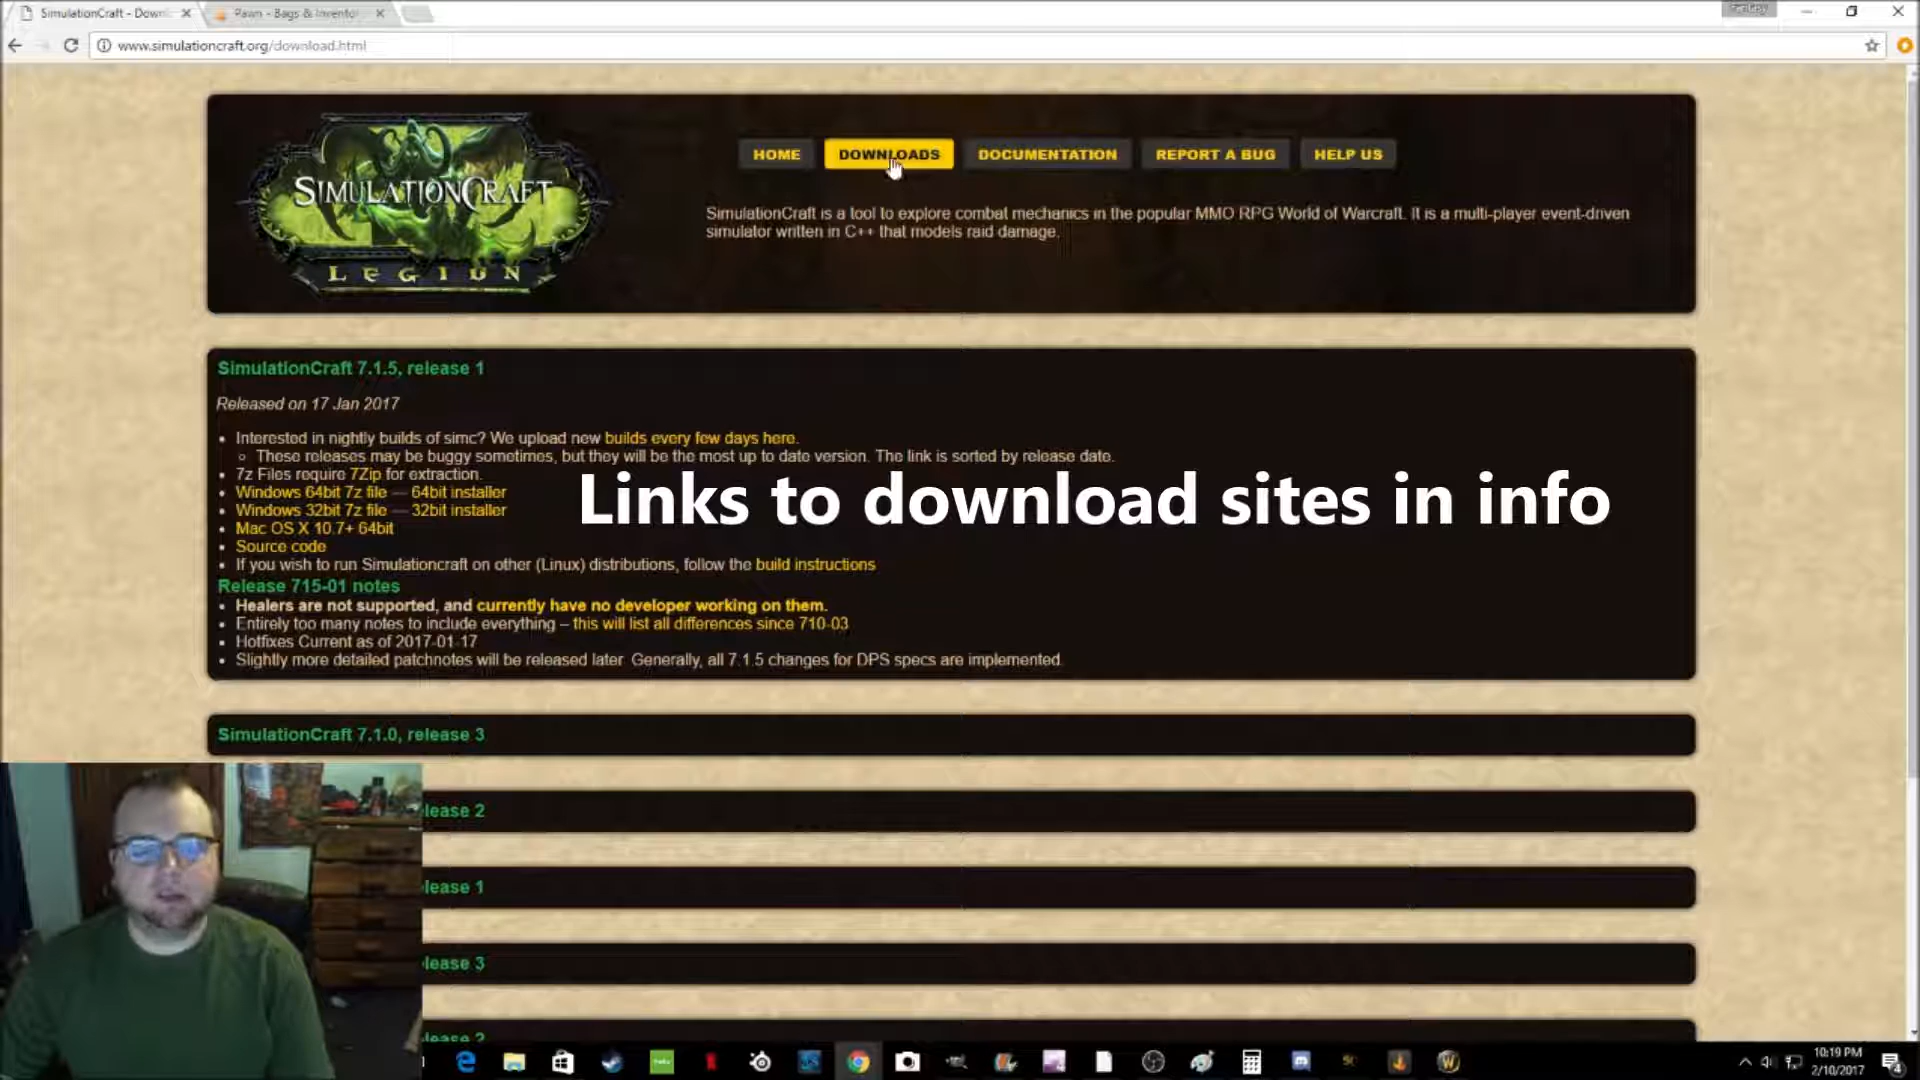 SimulationCraft - Down
Pawn - Bags & Invento
www.simulationcraft.org/download.html
SIMULATIONCRAFT
LEGION
HOME
DOWNLOADS
DOCUMENTATION
REPORT A BUG
HELP US
SimulationCraft is a tool to explore combat mechanics in the popular MMO RPG World of Warcraft. It is a multi-player event-driven
simulator written in C++ that models raid damage.
SimulationCraft 7.1.5, release 1
Released on 17 Jan 2017
Interested in nightly builds of simc? We upload new builds every few days here.
These releases may be buggy sometimes, but they will be the most up to date version. The link is sorted by release date.
7z Files require 7Zip for extraction.
Windows 64bit 7z file — 64bit installer
Windows 32bit 7z file — 32bit installer
Mac OS X 10.7+ 64bit
Source code
If you wish to run Simulationcraft on other (Linux) distributions, follow the build instructions
Links to download sites in info
Release 715-01 notes
Healers are not supported, and currently have no developer working on them.
Entirely too many notes to include everything – this will list all differences since 710-03
Hotfixes Current as of 2017-01-17
Slightly more detailed patchnotes will be released later. Generally, all 7.1.5 changes for DPS specs are implemented.
SimulationCraft 7.1.0, release 3
lease 2
lease 1
lease 3
lease 2
10:19 PM
2/10/2017